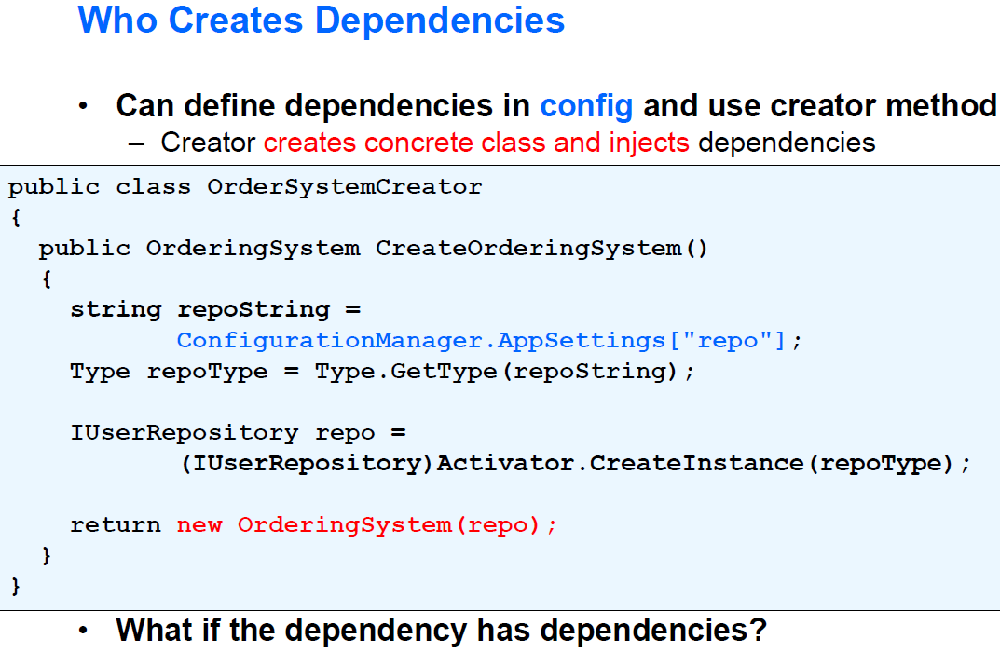 Who Creates Dependencies
• Can define dependencies in config and use creator method
– Creator creates concrete class and injects dependencies
public class OrderSystemCreator
{
  public OrderingSystem CreateOrderingSystem()
  {
    string repoString =
           ConfigurationManager.AppSettings["repo"];
    Type repoType = Type.GetType(repoString);
    IUserRepository repo =
           (IUserRepository)Activator.CreateInstance(repoType);
    return new OrderingSystem(repo);
  }
}
• What if the dependency has dependencies?